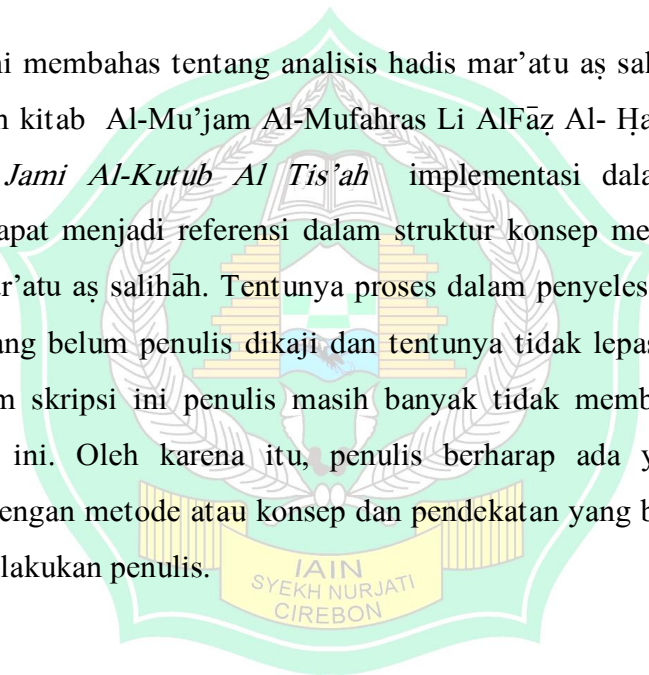 ni membahas tentang analisis hadis mar’atu aṣ sal
n kitab Al-Mu’jam Al-Mufahras Li AlFāẓ Al- Ḥa
Jami Al-Kutub Al Tis’ah implementasi dala
apat menjadi referensi dalam struktur konsep me
ar’atu aṣ salihāh. Tentunya proses dalam penyeles
ang belum penulis dikaji dan tentunya tidak lepas
m skripsi ini penulis masih banyak tidak memb
ini. Oleh karena itu, penulis berharap ada y
dengan metode atau konsep dan pendekatan yang b
lakukan penulis.
IAIN
SYEKH NURJATI
CIREBON